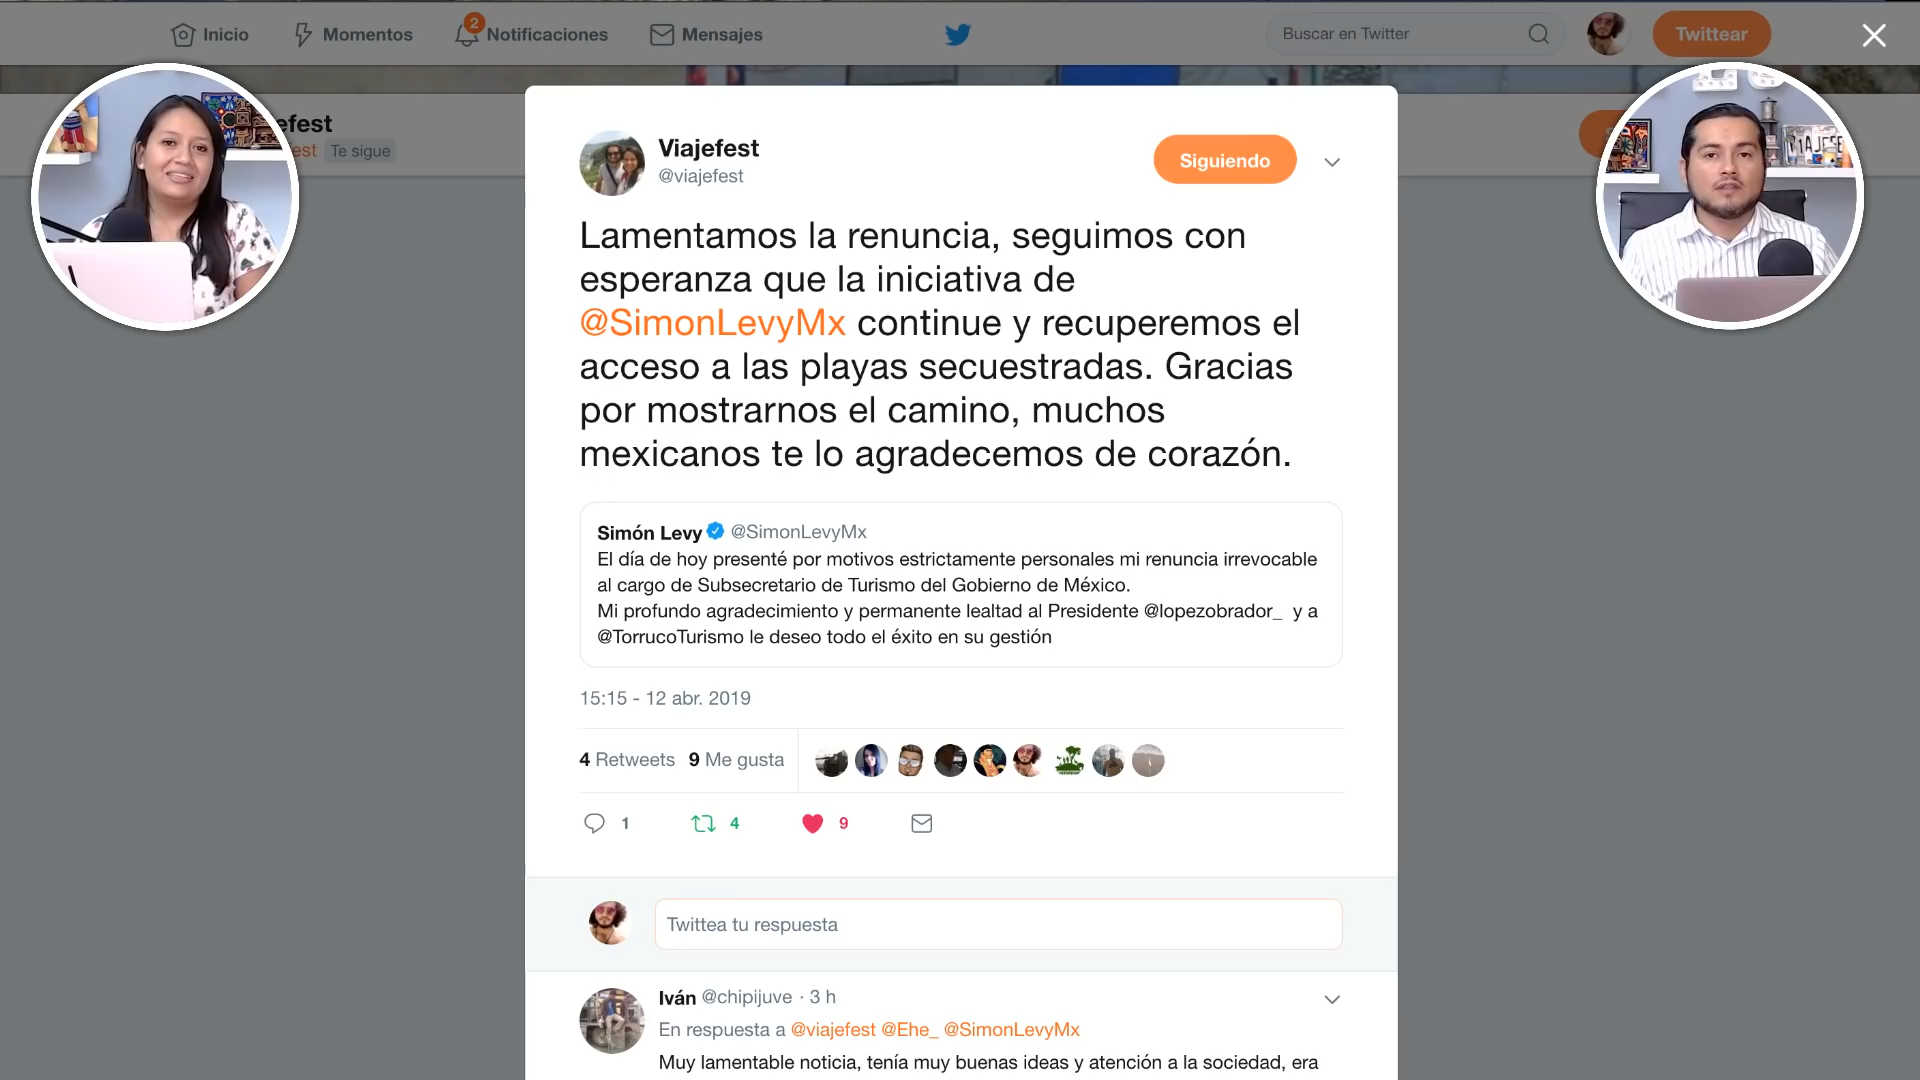 Inicio
Momentos
2
Notificaciones
Mensajes
Buscar en Twitter
Twittear
Te sigue
Viajefest
@viajefest
Siguiendo
Lamentamos la renuncia, seguimos con
esperanza que la iniciativa de
@SimonLevyMx continue y recuperemos el
acceso a las playas secuestradas. Gracias
por mostrarnos el camino, muchos
mexicanos te lo agradecemos de corazón.
Simón Levy @SimonLevyMx
El día de hoy presenté por motivos estrictamente personales mi renuncia irrevocable
al cargo de Subsecretario de Turismo del Gobierno de México.
Mi profundo agradecimiento y permanente lealtad al Presidente @lopezobrador_ y a
@TorrucoTurismo le deseo todo el éxito en su gestión
15:15 - 12 abr. 2019
4 Retweets 9 Me gusta
1 4 9
Twittea tu respuesta
Iván @chipijuve · 3 h
En respuesta a @viajefest @Ehe_ @SimonLevyMx
Muy lamentable noticia, tenía muy buenas ideas y atención a la sociedad, era